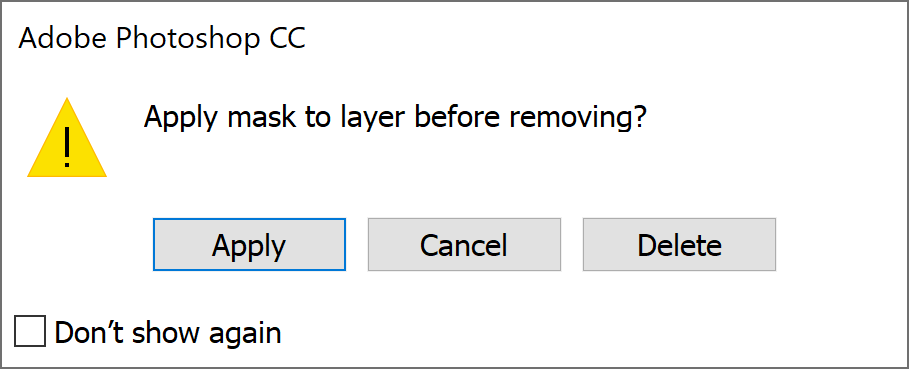 Adobe Photoshop CC
Apply mask to layer before removing?
Apply Cancel Delete
Don’t show again